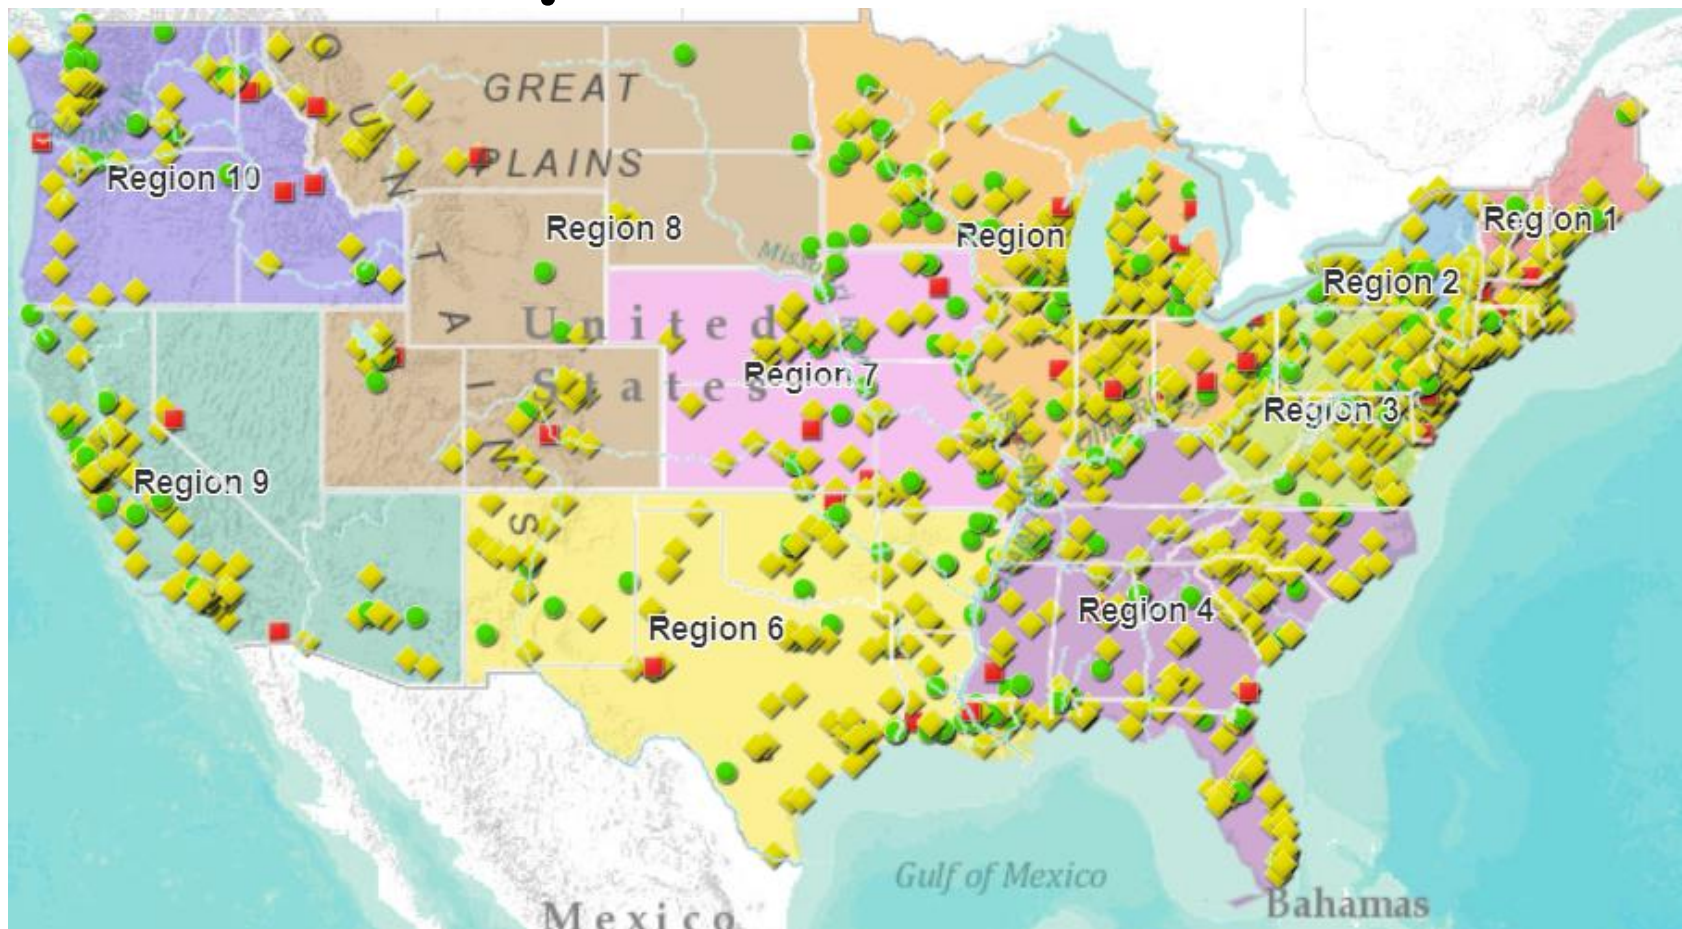 GREAT
PLAINS
Region 10
Region 8
Region
Region 1
Region 2
United
States
Region 7
Region 3
Region 9
Region 6
Region 4
Gulf of Mexico
Mexico
Bahamas